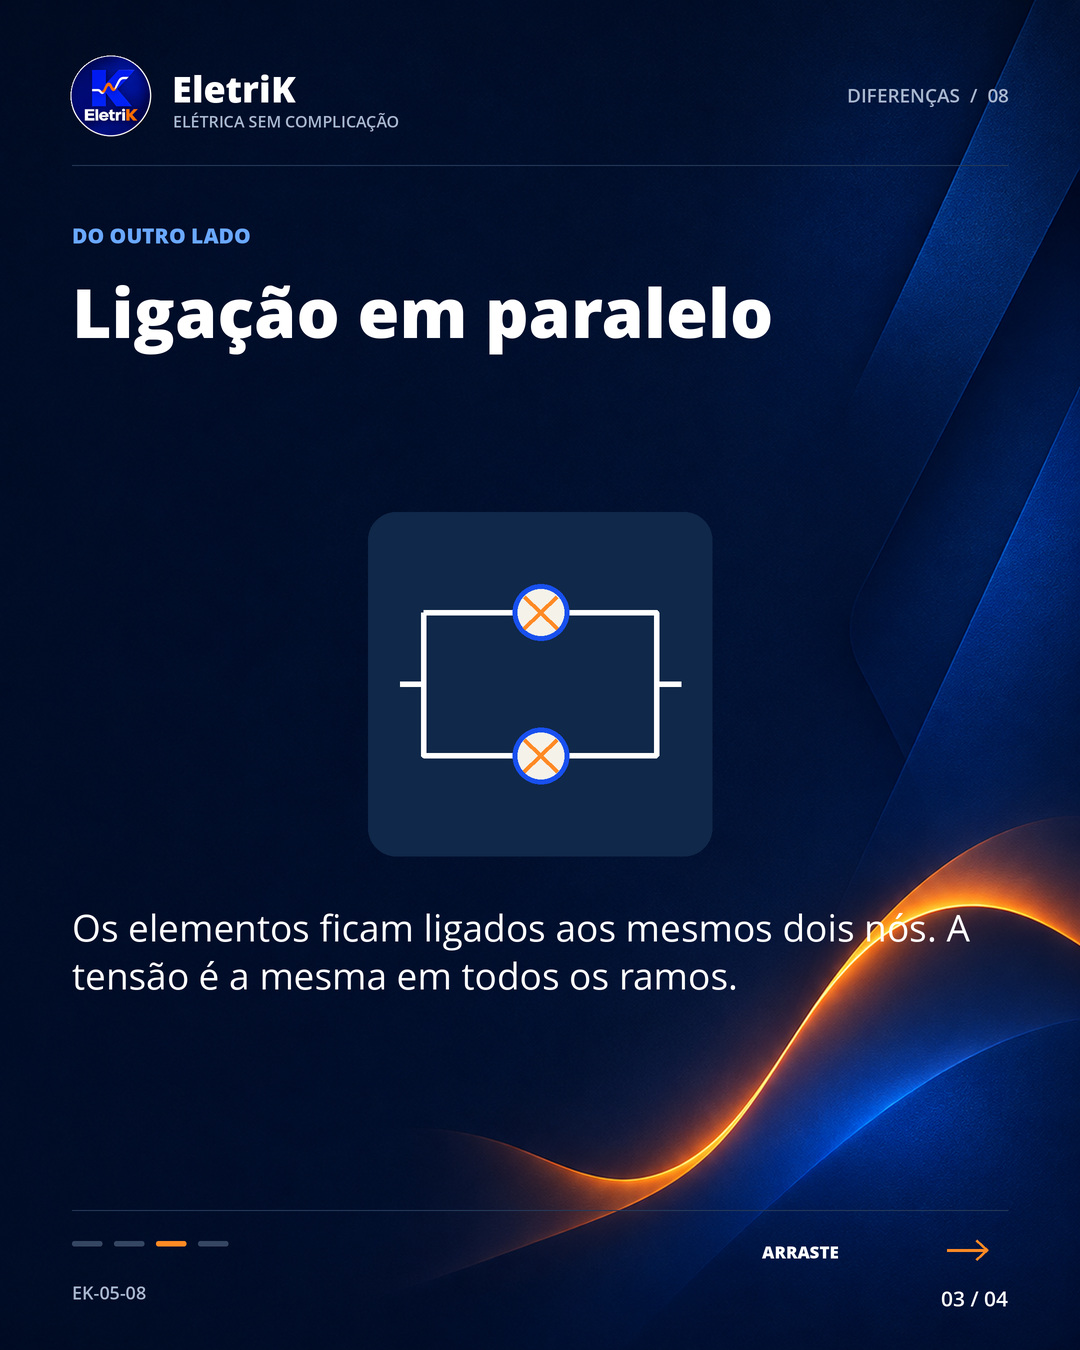 EletriK
EletriK
ELÉTRICA SEM COMPLICAÇÃO
DIFERENÇAS / 08
DO OUTRO LADO
Ligação em paralelo
Os elementos ficam ligados aos mesmos dois nós. A
tensão é a mesma em todos os ramos.
ARRASTE
EK-05-08
03 / 04